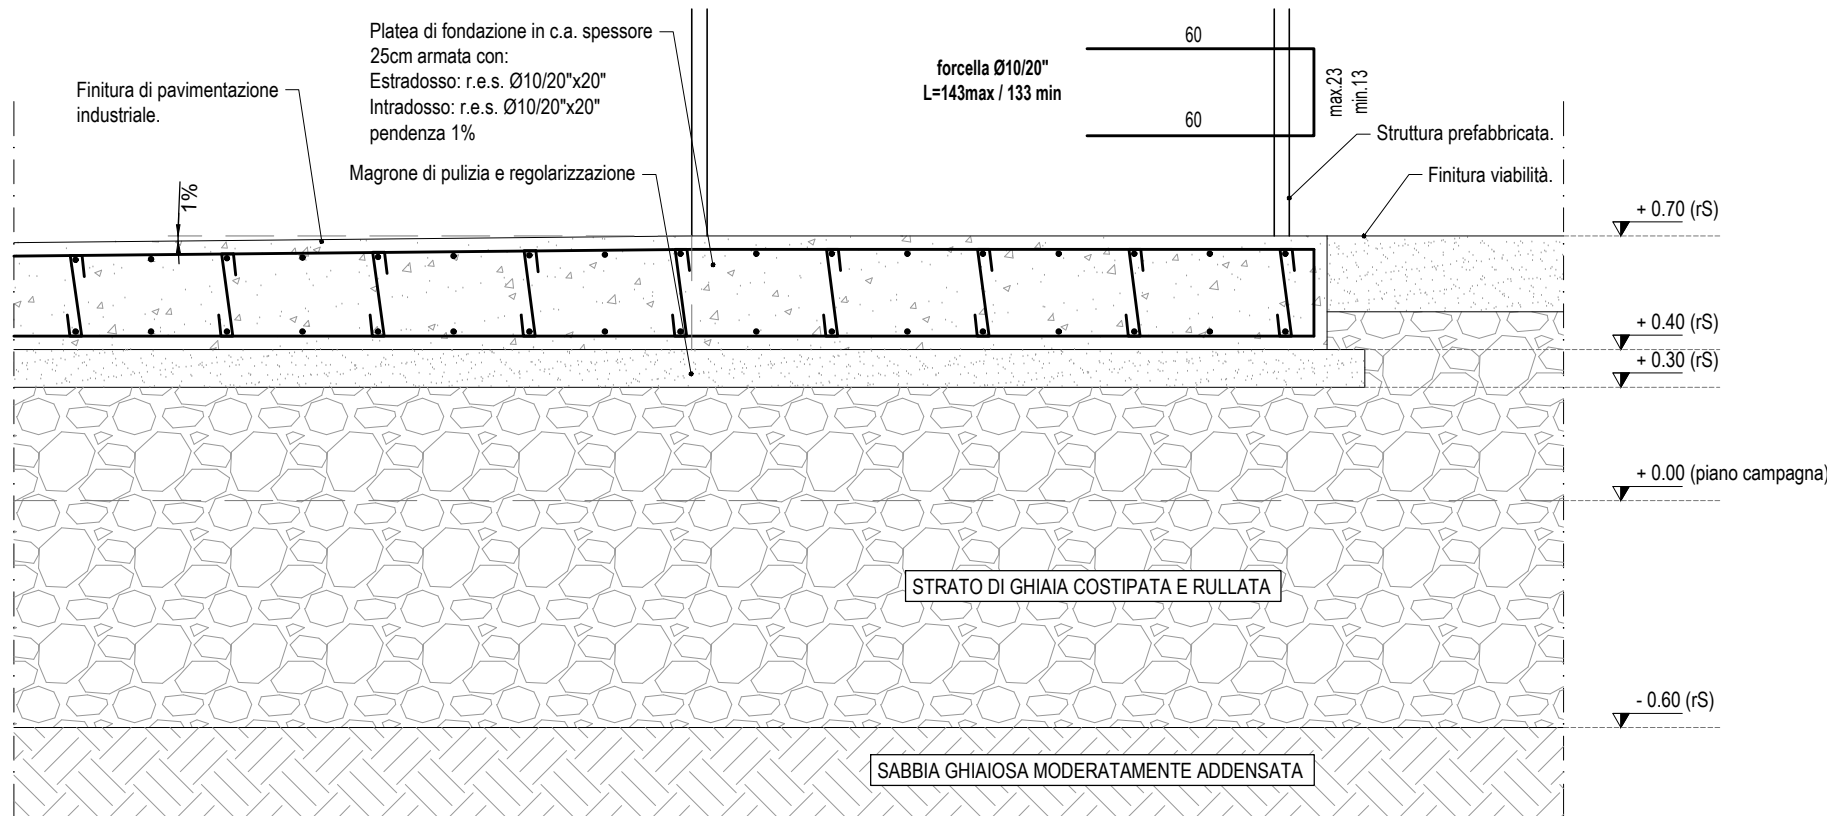 Platea di fondazione in c.a. spessore
25cm armata con:
Estradosso: r.e.s. Ø10/20"x20"
Intradosso: r.e.s. Ø10/20"x20"
pendenza 1%
Finitura di pavimentazione
industriale.
Magrone di pulizia e regolarizzazione
1%
forcella Ø10/20"
L=143max / 133 min
60
60
max.23
min.13
Struttura prefabbricata.
Finitura viabilità.
+ 0.70 (rS)
+ 0.40 (rS)
+ 0.30 (rS)
+ 0.00 (piano campagna)
STRATO DI GHIAIA COSTIPATA E RULLATA
- 0.60 (rS)
SABBIA GHIAIOSA MODERATAMENTE ADDENSATA